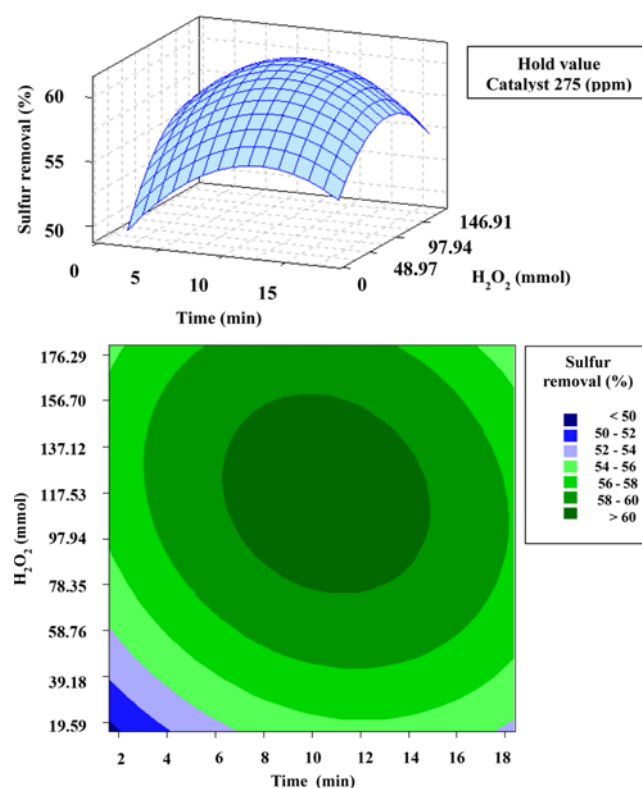 Hold value
Catalyst 275 (ppm)
Sulfur removal (%)
60
55
50
0
5
10
15
Time (min)
0
48.97
97.94
146.91
H₂O₂ (mmol)
H₂O₂ (mmol)
176.29
156.70
137.12
117.53
97.94
78.35
58.76
39.18
19.59
2 4 6 8 10 12 14 16 18
Time (min)
Sulfur
removal (%)
< 50
50 - 52
52 - 54
54 - 56
56 - 58
58 - 60
> 60